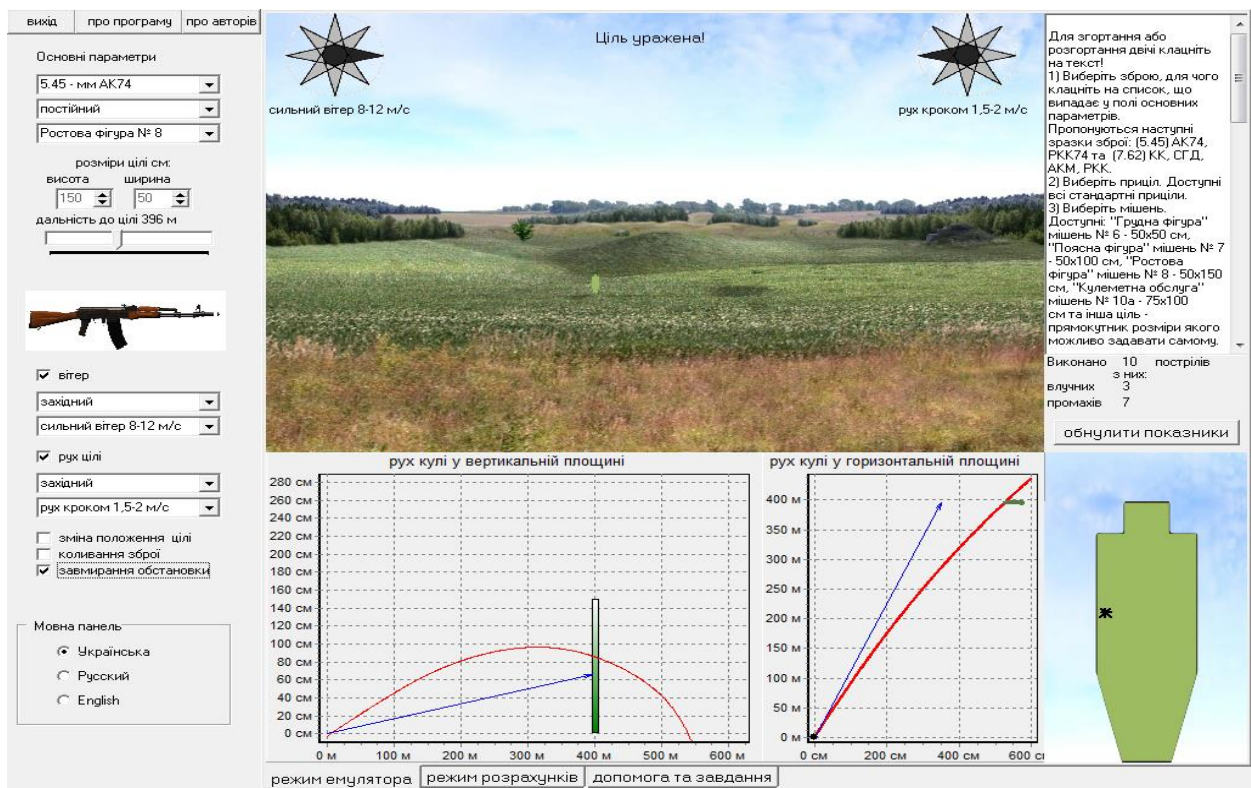 вихід
про програму
про авторів
Основні параметри
5.45 - мм АК74
постійний
Ростова фігура № 8
розміри цілі см:
висота ширина
150 50
дальність до цілі 396 м
вітер
західний
сильний вітер 8-12 м/с
рух цілі
західний
рух кроком 1,5-2 м/с
зміна положення цілі
коливання зброї
завмирання обстановки
Мовна панель
Українська
Русский
English
Ціль уражена!
сильний вітер 8-12 м/с
рух кроком 1,5-2 м/с
рух кулі у вертикальній площині
280 см
260 см
240 см
220 см
200 см
180 см
160 см
140 см
120 см
100 см
80 см
60 см
40 см
20 см
0 см
0 м 100 м 200 м 300 м 400 м 500 м 600 м
рух кулі у горизонтальній площині
400 м
350 м
300 м
250 м
200 м
150 м
100 м
50 м
0 м
0 см 200 см 400 см 600 с
режим емулятора
режим розрахунків
допомога та завдання
Для згортання або
розгортання двічі клацніть
на текст!
1) Виберіть зброю, для чого
клацніть на список, що
випадає у полі основних
параметрів.
Пропонуються наступні
зразки зброї: (5.45) АК74,
РКК74 та (7.62) КК, СГД,
АКМ, РКК.
2) Виберіть приціл. Доступні
всі стандартні приціли.
3) Виберіть мішень.
Доступні: "Грудна фігура"
мішень № 6 - 50х50 см,
"Поясна фігура" мішень № 7
- 50х100 см, "Ростова
фігура" мішень № 8 - 50х150
см, "Кулеметна обслуга"
мішень № 10а - 75х100
см та інша ціль -
прямокутник розміри якого
можливо задавати самому.
Виконано 10 пострілів
з них:
влучних 3
промахів 7
обнулити показники